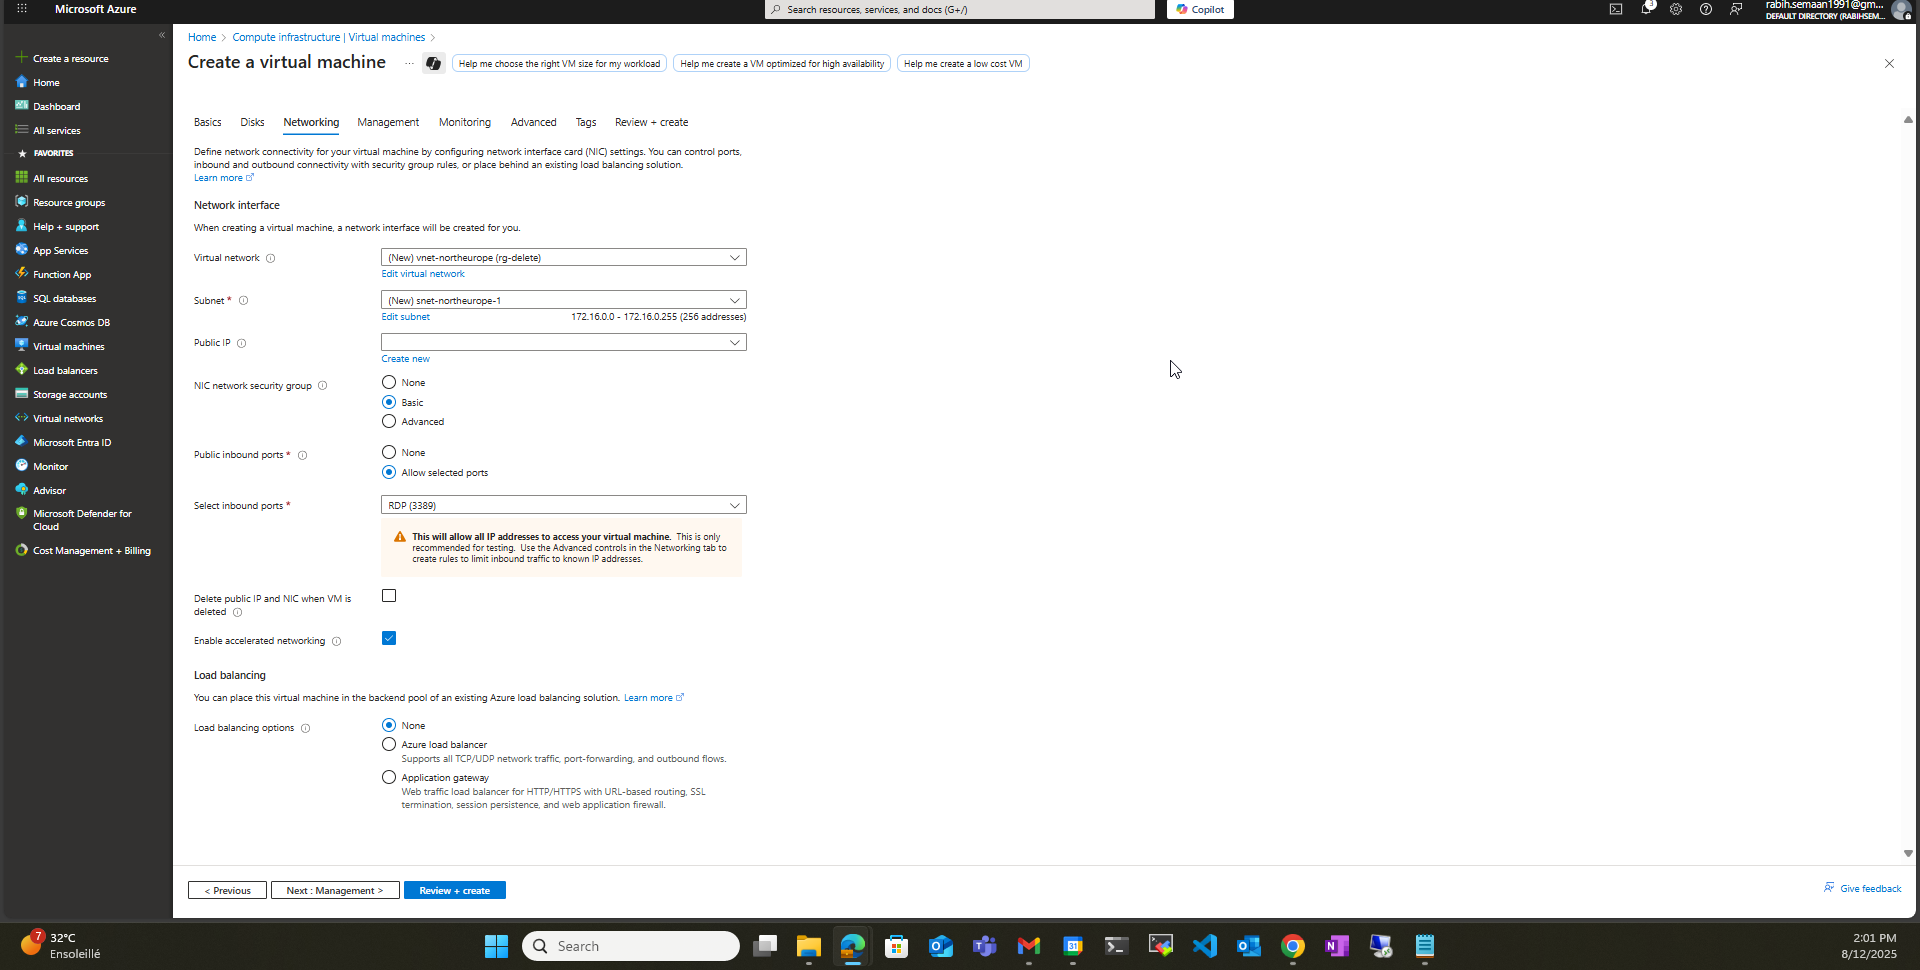 Microsoft Azure
Search resources, services, and docs (G+/)
Copilot
3
rabih.semaan1991@gm...
DEFAULT DIRECTORY (RABIHSEM...
«
Create a resource
Home
Dashboard
All services
FAVORITES
All resources
Resource groups
Help + support
App Services
Function App
SQL databases
Azure Cosmos DB
Virtual machines
Load balancers
Storage accounts
Virtual networks
Microsoft Entra ID
Monitor
Advisor
Microsoft Defender for
Cloud
Cost Management + Billing
Home > Compute infrastructure | Virtual machines >
Create a virtual machine ...
Help me choose the right VM size for my workload
Help me create a VM optimized for high availability
Help me create a low cost VM
Basics Disks Networking Management Monitoring Advanced Tags Review + create
Define network connectivity for your virtual machine by configuring network interface card (NIC) settings. You can control ports,
inbound and outbound connectivity with security group rules, or place behind an existing load balancing solution.
Learn more
Network interface
When creating a virtual machine, a network interface will be created for you.
Virtual network
(New) vnet-northeurope (rg-delete)
Edit virtual network
Subnet *
(New) snet-northeurope-1
Edit subnet 172.16.0.0 - 172.16.0.255 (256 addresses)
Public IP
Create new
NIC network security group
None
Basic
Advanced
Public inbound ports *
None
Allow selected ports
Select inbound ports *
RDP (3389)
This will allow all IP addresses to access your virtual machine. This is only
recommended for testing. Use the Advanced controls in the Networking tab to
create rules to limit inbound traffic to known IP addresses.
Delete public IP and NIC when VM is
deleted
Enable accelerated networking
Load balancing
You can place this virtual machine in the backend pool of an existing Azure load balancing solution. Learn more
Load balancing options
None
Azure load balancer
Supports all TCP/UDP network traffic, port-forwarding, and outbound flows.
Application gateway
Web traffic load balancer for HTTP/HTTPS with URL-based routing, SSL
termination, session persistence, and web application firewall.
< Previous
Next : Management >
Review + create
Give feedback
7
32°C
Ensoleillé
Search
31
2:01 PM
8/12/2025